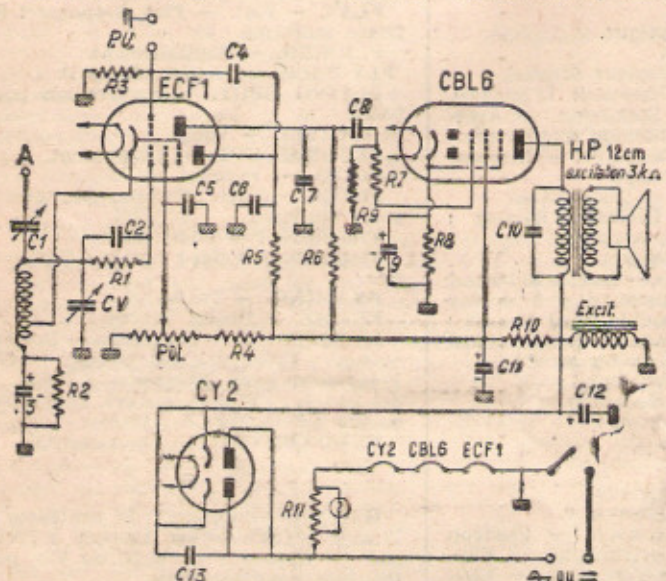 PU.
ECF1
CBL6
R3
C4
C8
H.P 12cm
excitation 3kΩ
A
C1
C2
C5
C6
C7
R9
R7
C9
R8
C10
R1
CV
R5
R6
R2
Pot.
R4
R10
Excit.
C11
C12
CY2
CY2 CBL6 ECF1
R11
C13